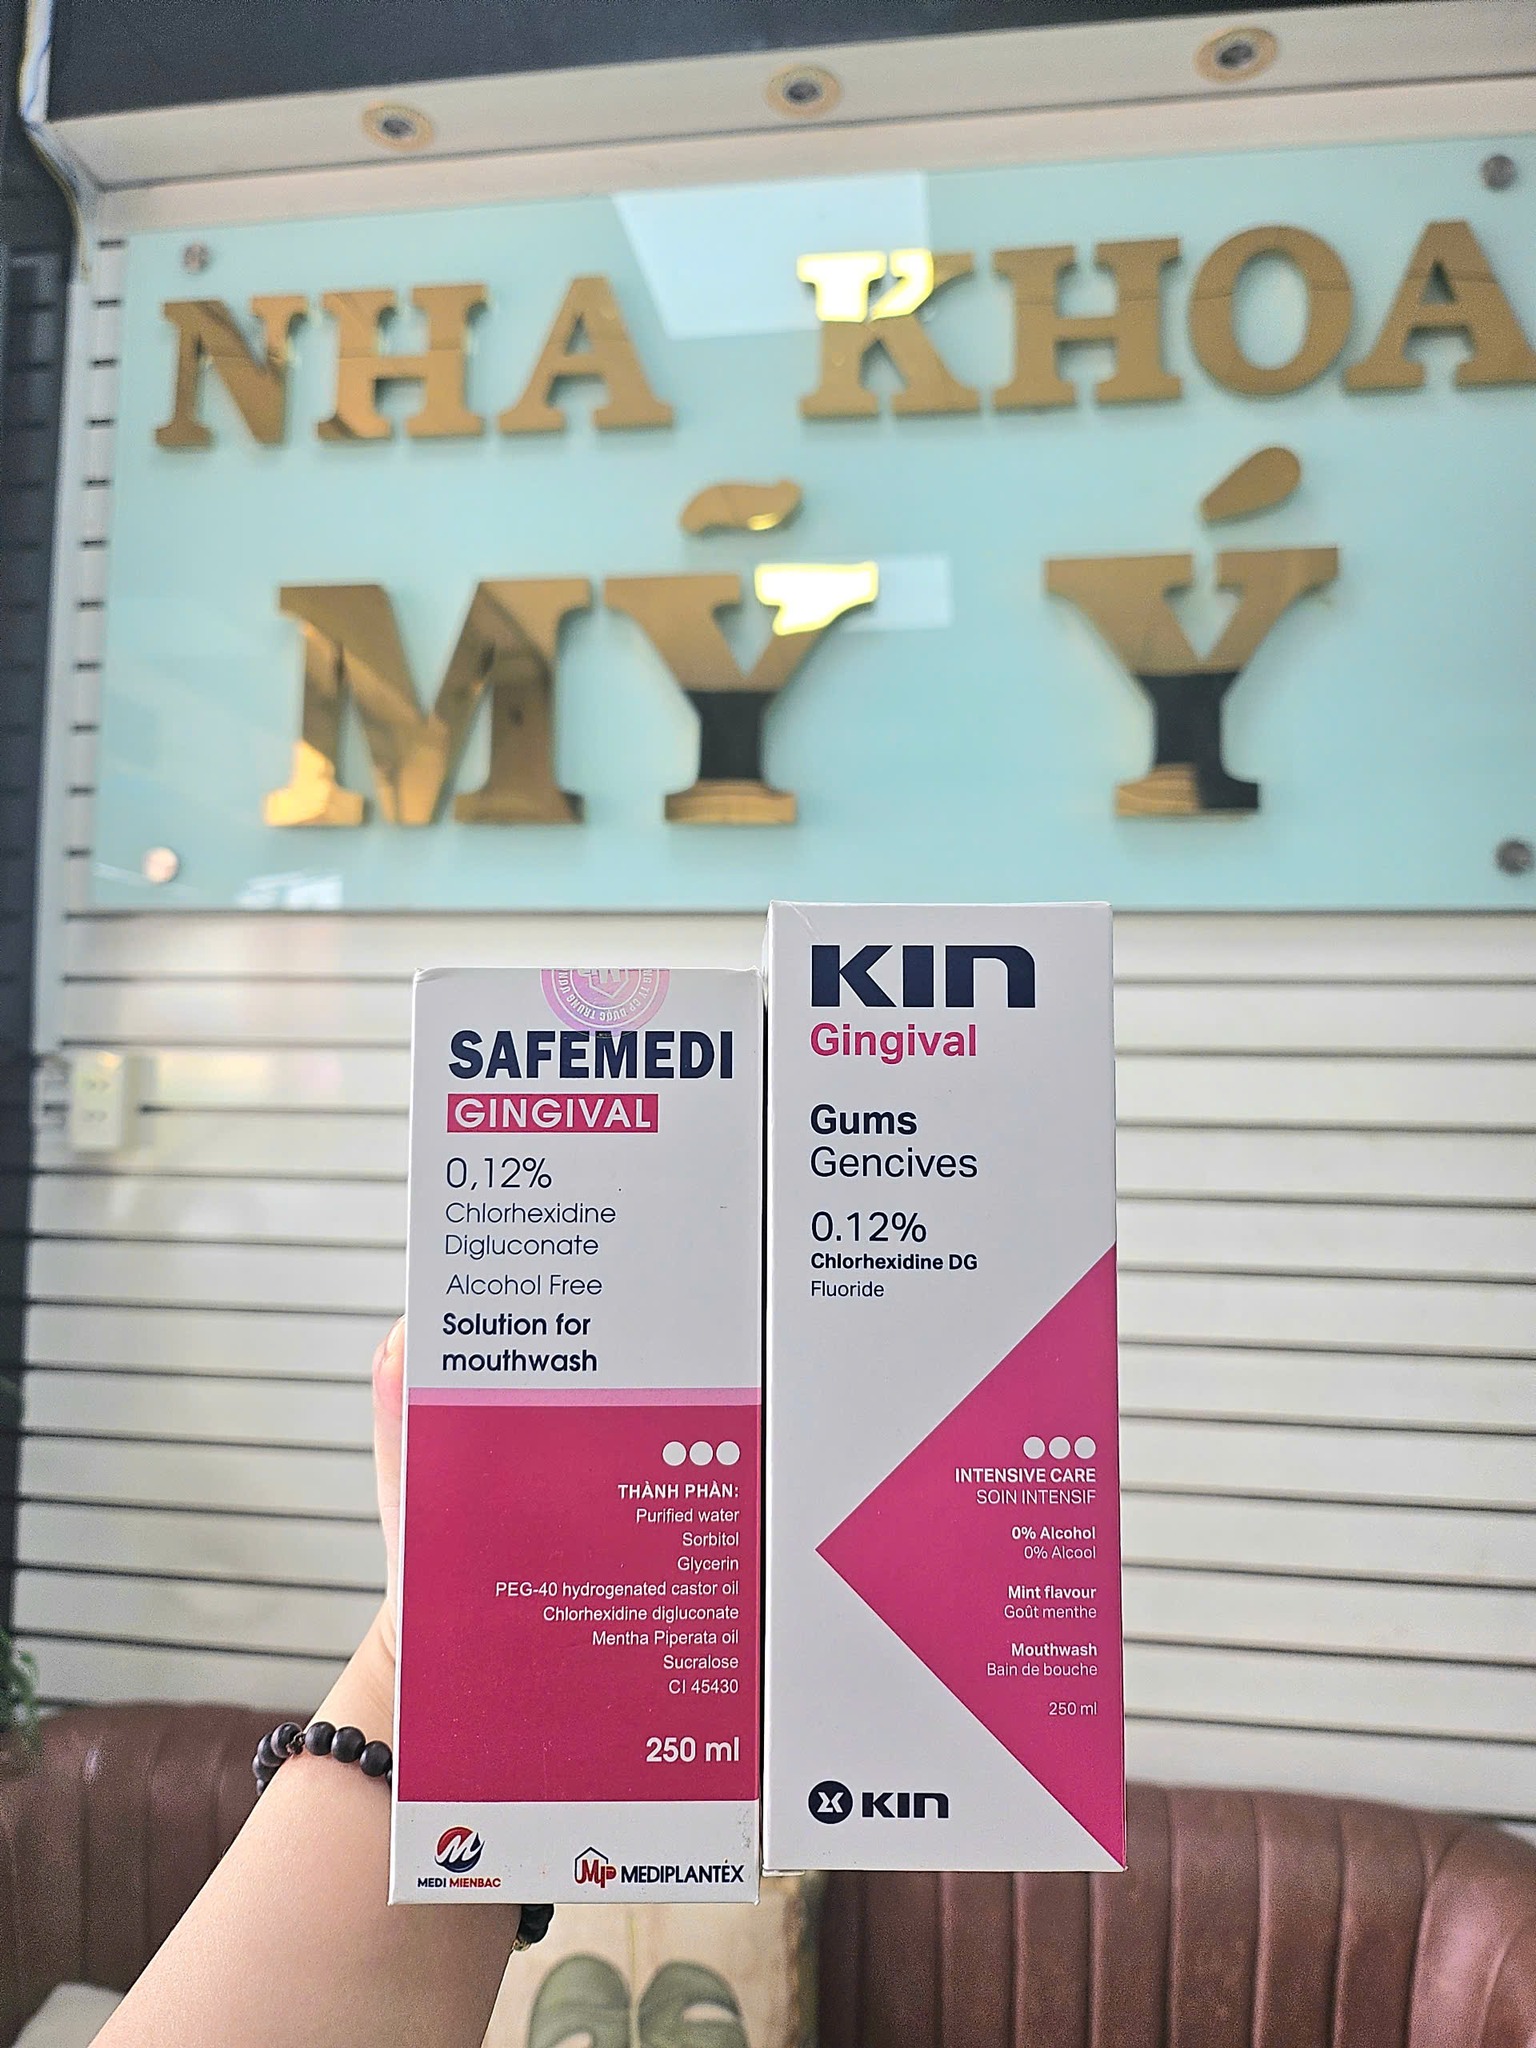 NHA KHOA
MỸ Ý
SAFEMEDI
GINGIVAL
0,12%
Chlorhexidine
Digluconate
Alcohol Free
Solution for
mouthwash
THÀNH PHẦN:
Purified water
Sorbitol
Glycerin
PEG-40 hydrogenated castor oil
Chlorhexidine digluconate
Mentha Piperata oil
Sucralose
CI 45430
250 ml
MEDI MIENBAC
MP MEDIPLANTEX
KIN
Gingival
Gums
Gencives
0.12%
Chlorhexidine DG
Fluoride
INTENSIVE CARE
SOIN INTENSIF
0% Alcohol
0% Alcool
Mint flavour
Goût menthe
Mouthwash
Bain de bouche
250 ml
KIN